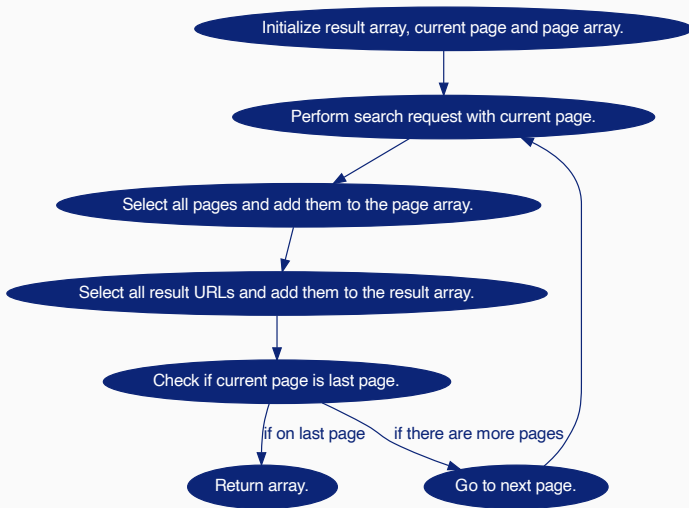 Initialize result array, current page and page array.
Perform search request with current page.
Select all pages and add them to the page array.
Select all result URLs and add them to the result array.
Check if current page is last page.
if on last page
if there are more pages
Return array.
Go to next page.